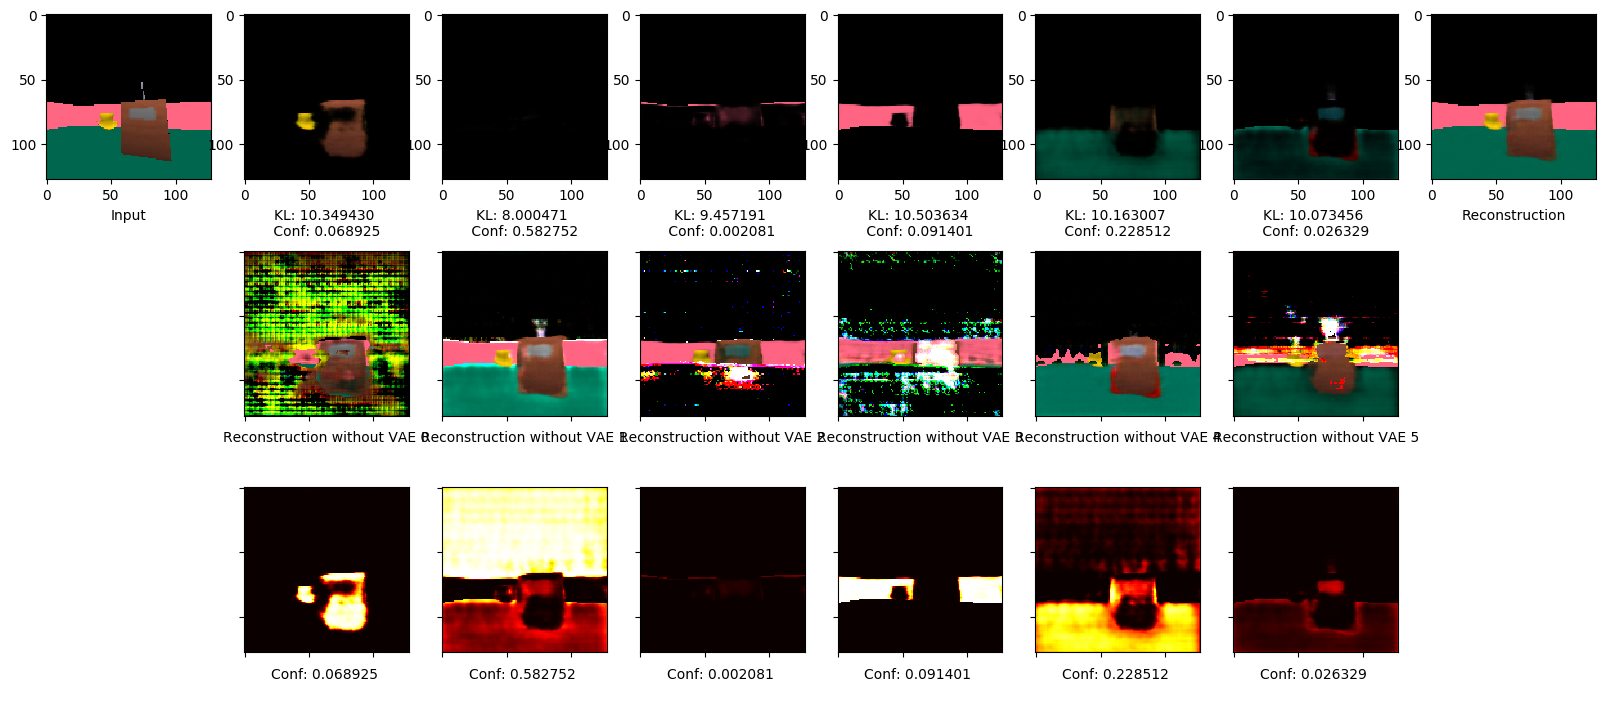 0
0
0
0
0
0
0
0
50
50
50
50
50
50
50
50
100
100
100
100
100
100
100
100
0 50 100
0 50 100
0 50 100
0 50 100
0 50 100
0 50 100
0 50 100
0 50 100
Input
KL: 10.349430
Conf: 0.068925
KL: 8.000471
Conf: 0.582752
KL: 9.457191
Conf: 0.002081
KL: 10.503634
Conf: 0.091401
KL: 10.163007
Conf: 0.228512
KL: 10.073456
Conf: 0.026329
Reconstruction
Reconstruction without VAE 0
Reconstruction without VAE 1
Reconstruction without VAE 2
Reconstruction without VAE 3
Reconstruction without VAE 4
Reconstruction without VAE 5
Conf: 0.068925
Conf: 0.582752
Conf: 0.002081
Conf: 0.091401
Conf: 0.228512
Conf: 0.026329